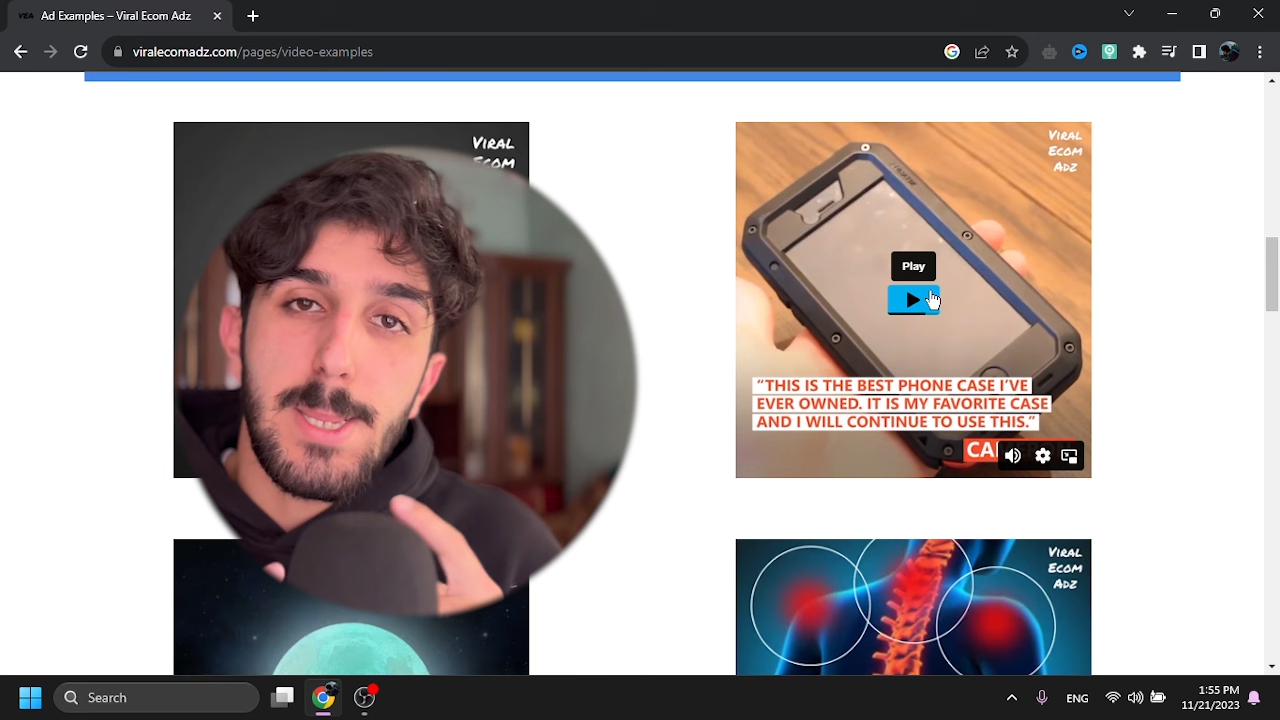 VEA
Ad Examples – Viral Ecom Adz
viralecomadz.com/pages/video-examples
VIRAL
ECOM
VIRAL
ECOM
ADZ
Play
“THIS IS THE BEST PHONE CASE I’VE
EVER OWNED. IT IS MY FAVORITE CASE
AND I WILL CONTINUE TO USE THIS.”
CA
VIRAL
ECOM
ADZ
Search
ENG
1:55 PM
11/21/2023